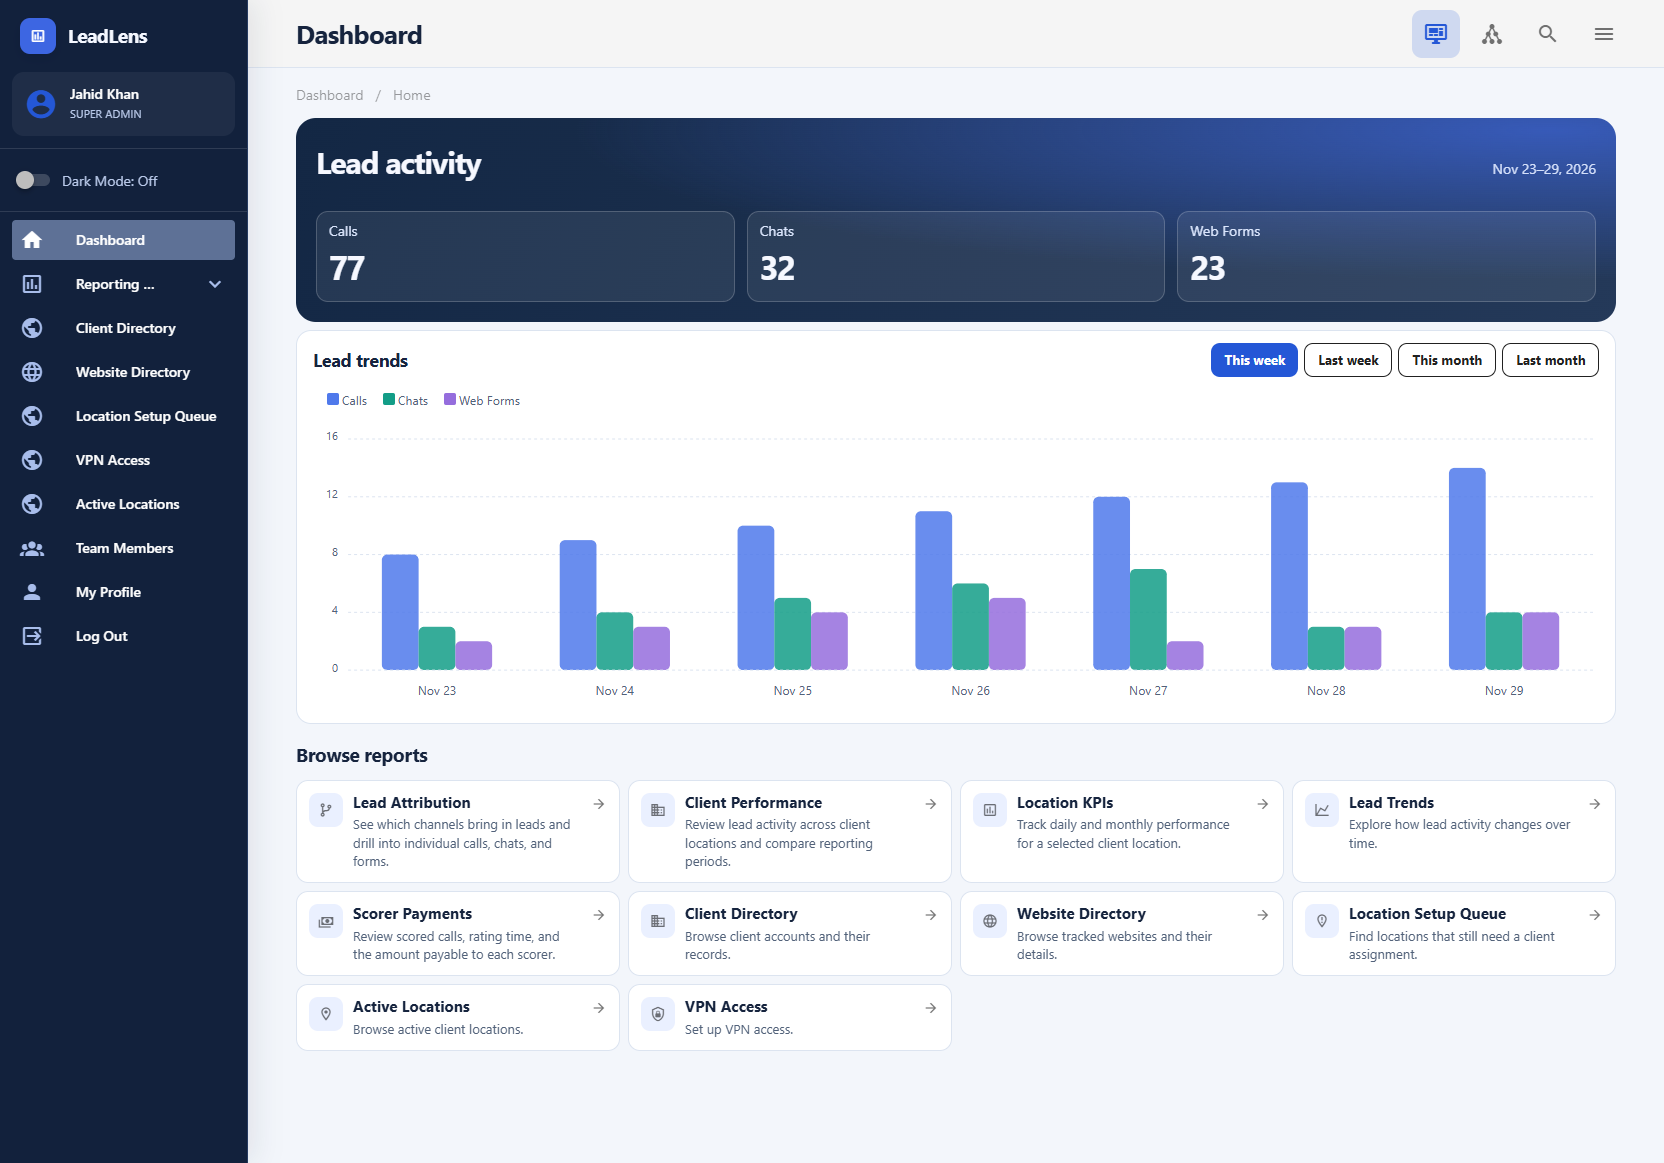 LeadLens
Jahid Khan
SUPER ADMIN
Dark Mode: Off
Dashboard
Reporting ...
Client Directory
Website Directory
Location Setup Queue
VPN Access
Active Locations
Team Members
My Profile
Log Out
Dashboard
Dashboard / Home
Lead activity
Nov 23–29, 2026
Calls
77
Chats
32
Web Forms
23
Lead trends
This week
Last week
This month
Last month
Calls
Chats
Web Forms
16
12
8
4
0
Nov 23
Nov 24
Nov 25
Nov 26
Nov 27
Nov 28
Nov 29
Browse reports
Lead Attribution
See which channels bring in leads and
drill into individual calls, chats, and
forms.
Client Performance
Review lead activity across client
locations and compare reporting
periods.
Location KPIs
Track daily and monthly performance
for a selected client location.
Lead Trends
Explore how lead activity changes over
time.
Scorer Payments
Review scored calls, rating time, and
the amount payable to each scorer.
Client Directory
Browse client accounts and their
records.
Website Directory
Browse tracked websites and their
details.
Location Setup Queue
Find locations that still need a client
assignment.
Active Locations
Browse active client locations.
VPN Access
Set up VPN access.